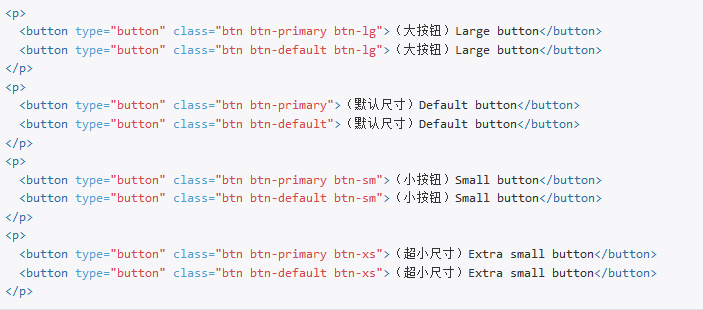 <p>
  <button type="button" class="btn btn-primary btn-lg">（大按钮）Large button</button>
  <button type="button" class="btn btn-default btn-lg">（大按钮）Large button</button>
</p>
<p>
  <button type="button" class="btn btn-primary">（默认尺寸）Default button</button>
  <button type="button" class="btn btn-default">（默认尺寸）Default button</button>
</p>
<p>
  <button type="button" class="btn btn-primary btn-sm">（小按钮）Small button</button>
  <button type="button" class="btn btn-default btn-sm">（小按钮）Small button</button>
</p>
<p>
  <button type="button" class="btn btn-primary btn-xs">（超小尺寸）Extra small button</button>
  <button type="button" class="btn btn-default btn-xs">（超小尺寸）Extra small button</button>
</p>